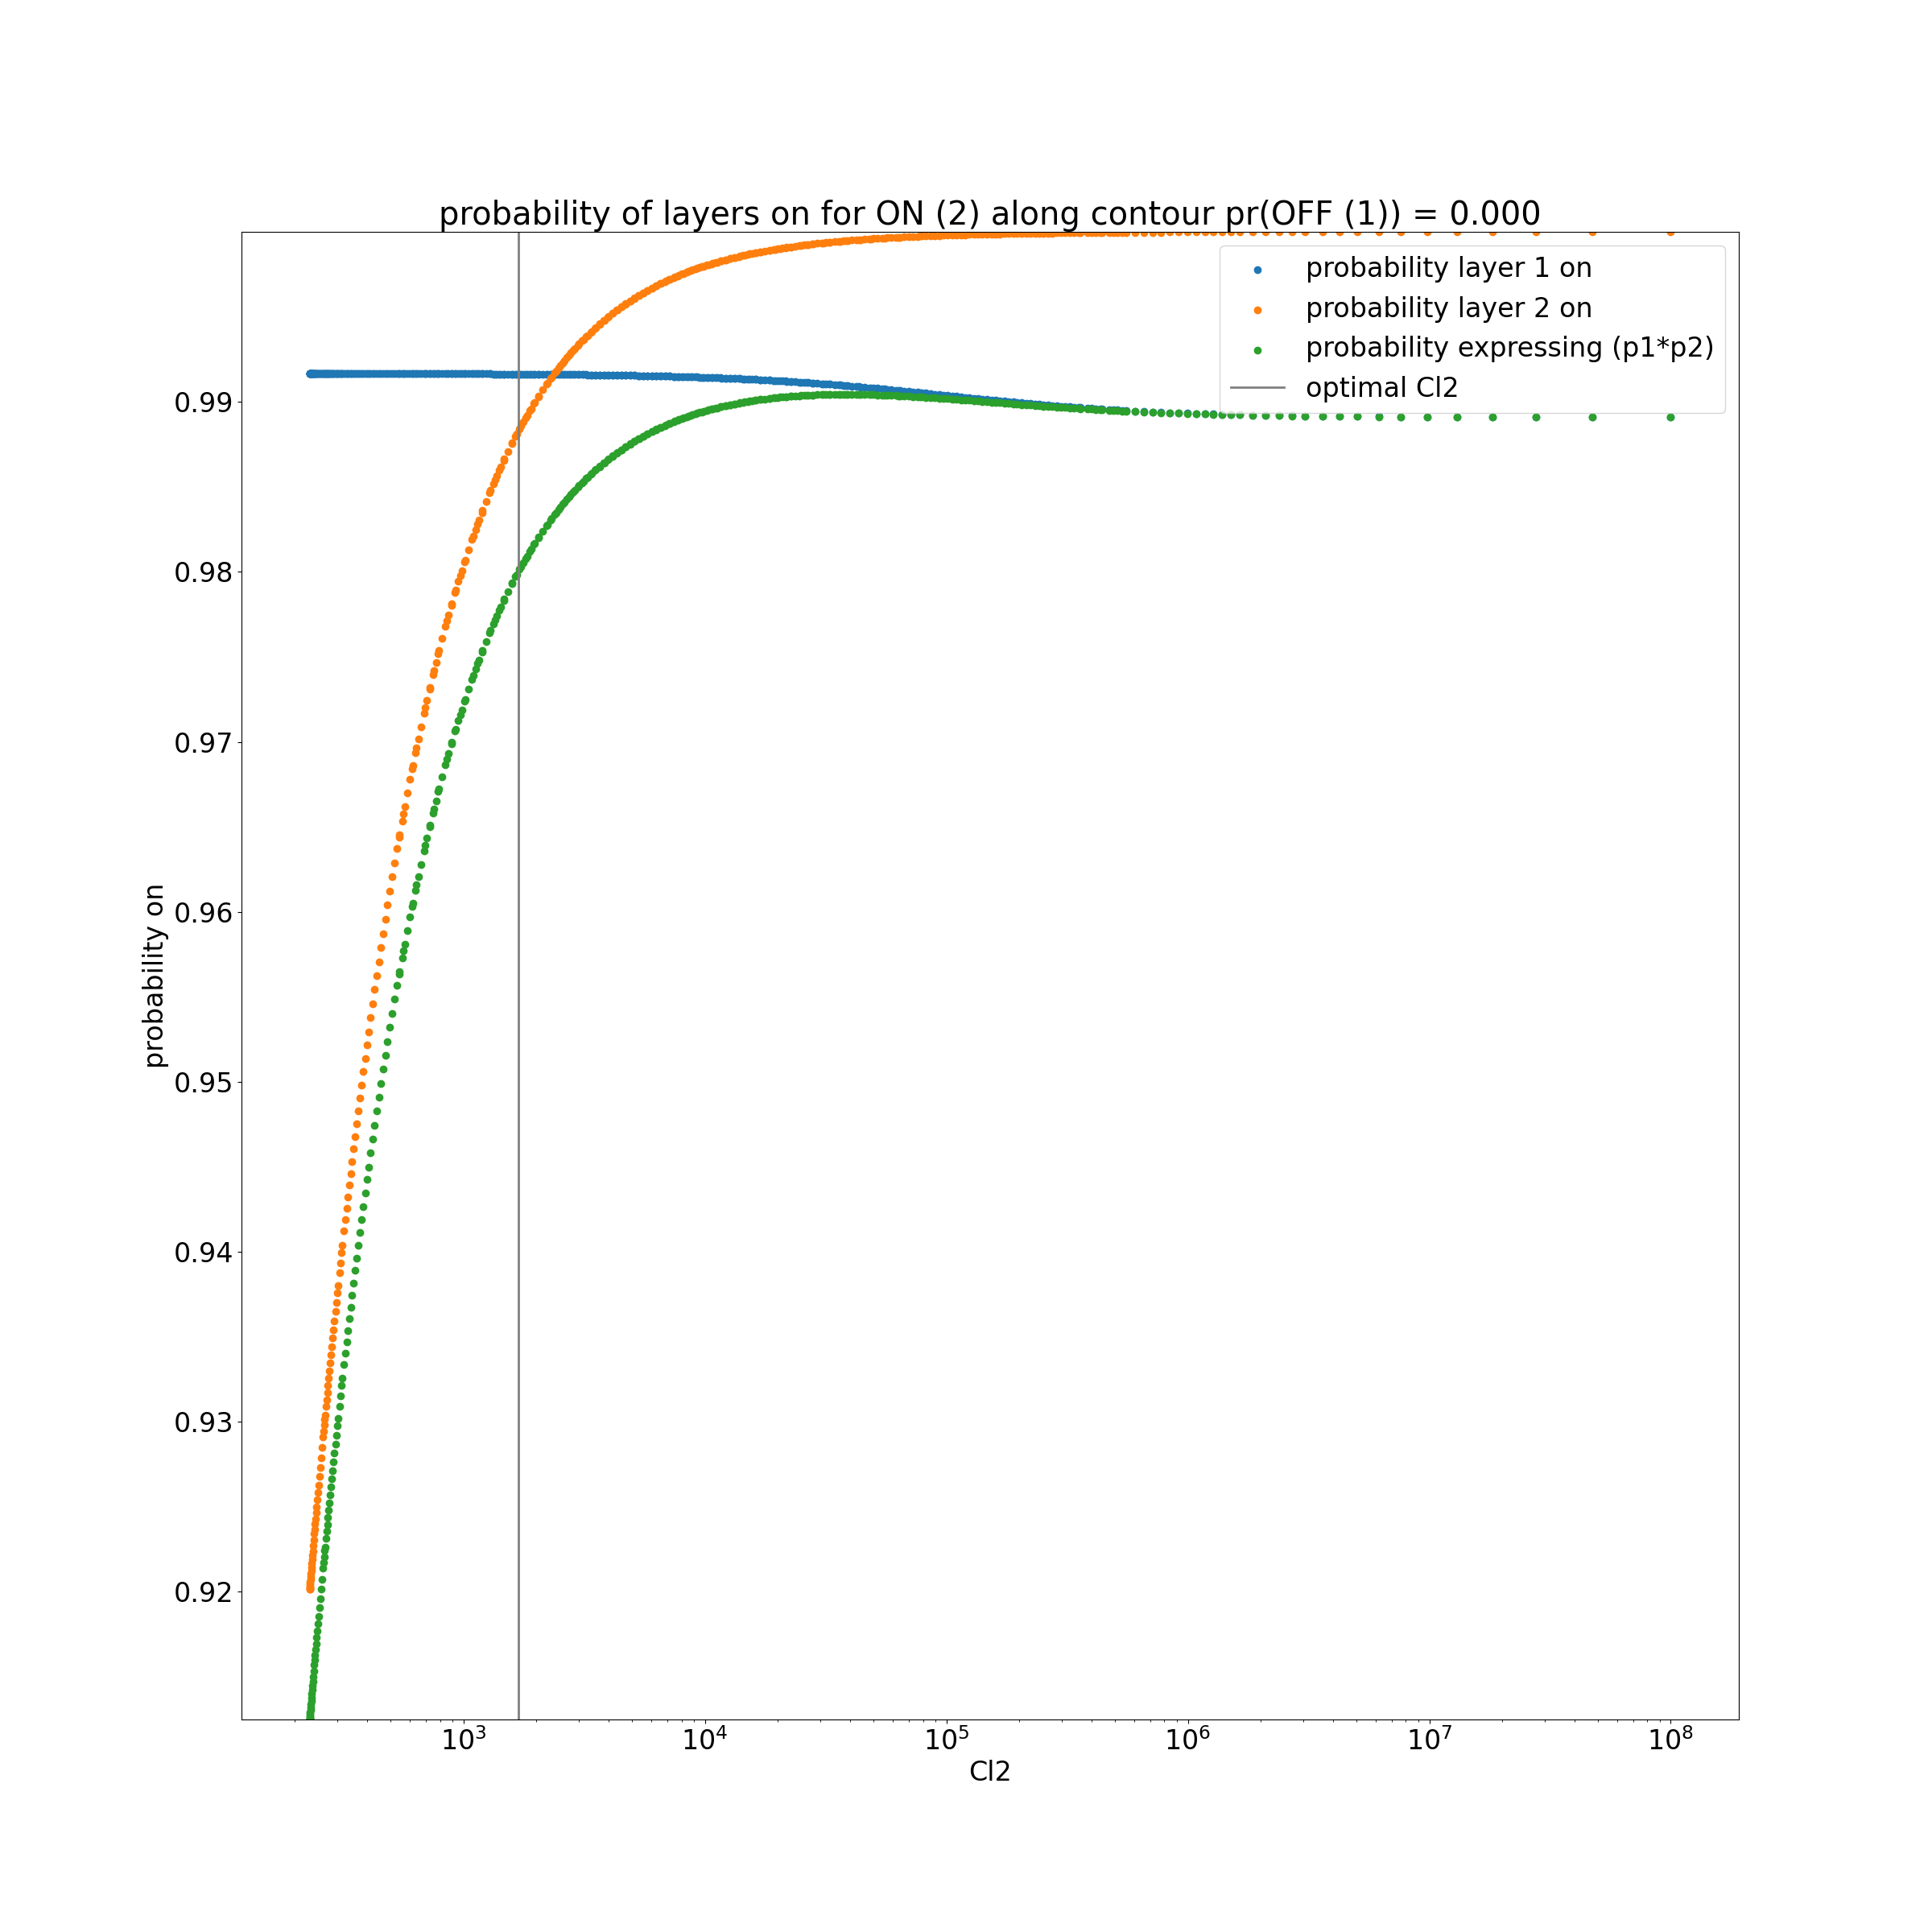 probability of layers on for ON (2) along contour pr(OFF (1)) = 0.000
probability layer 1 on
probability layer 2 on
probability expressing (p1*p2)
optimal Cl2
probability on
0.99
0.98
0.97
0.96
0.95
0.94
0.93
0.92
10³ 10⁴ 10⁵ 10⁶ 10⁷ 10⁸
Cl2